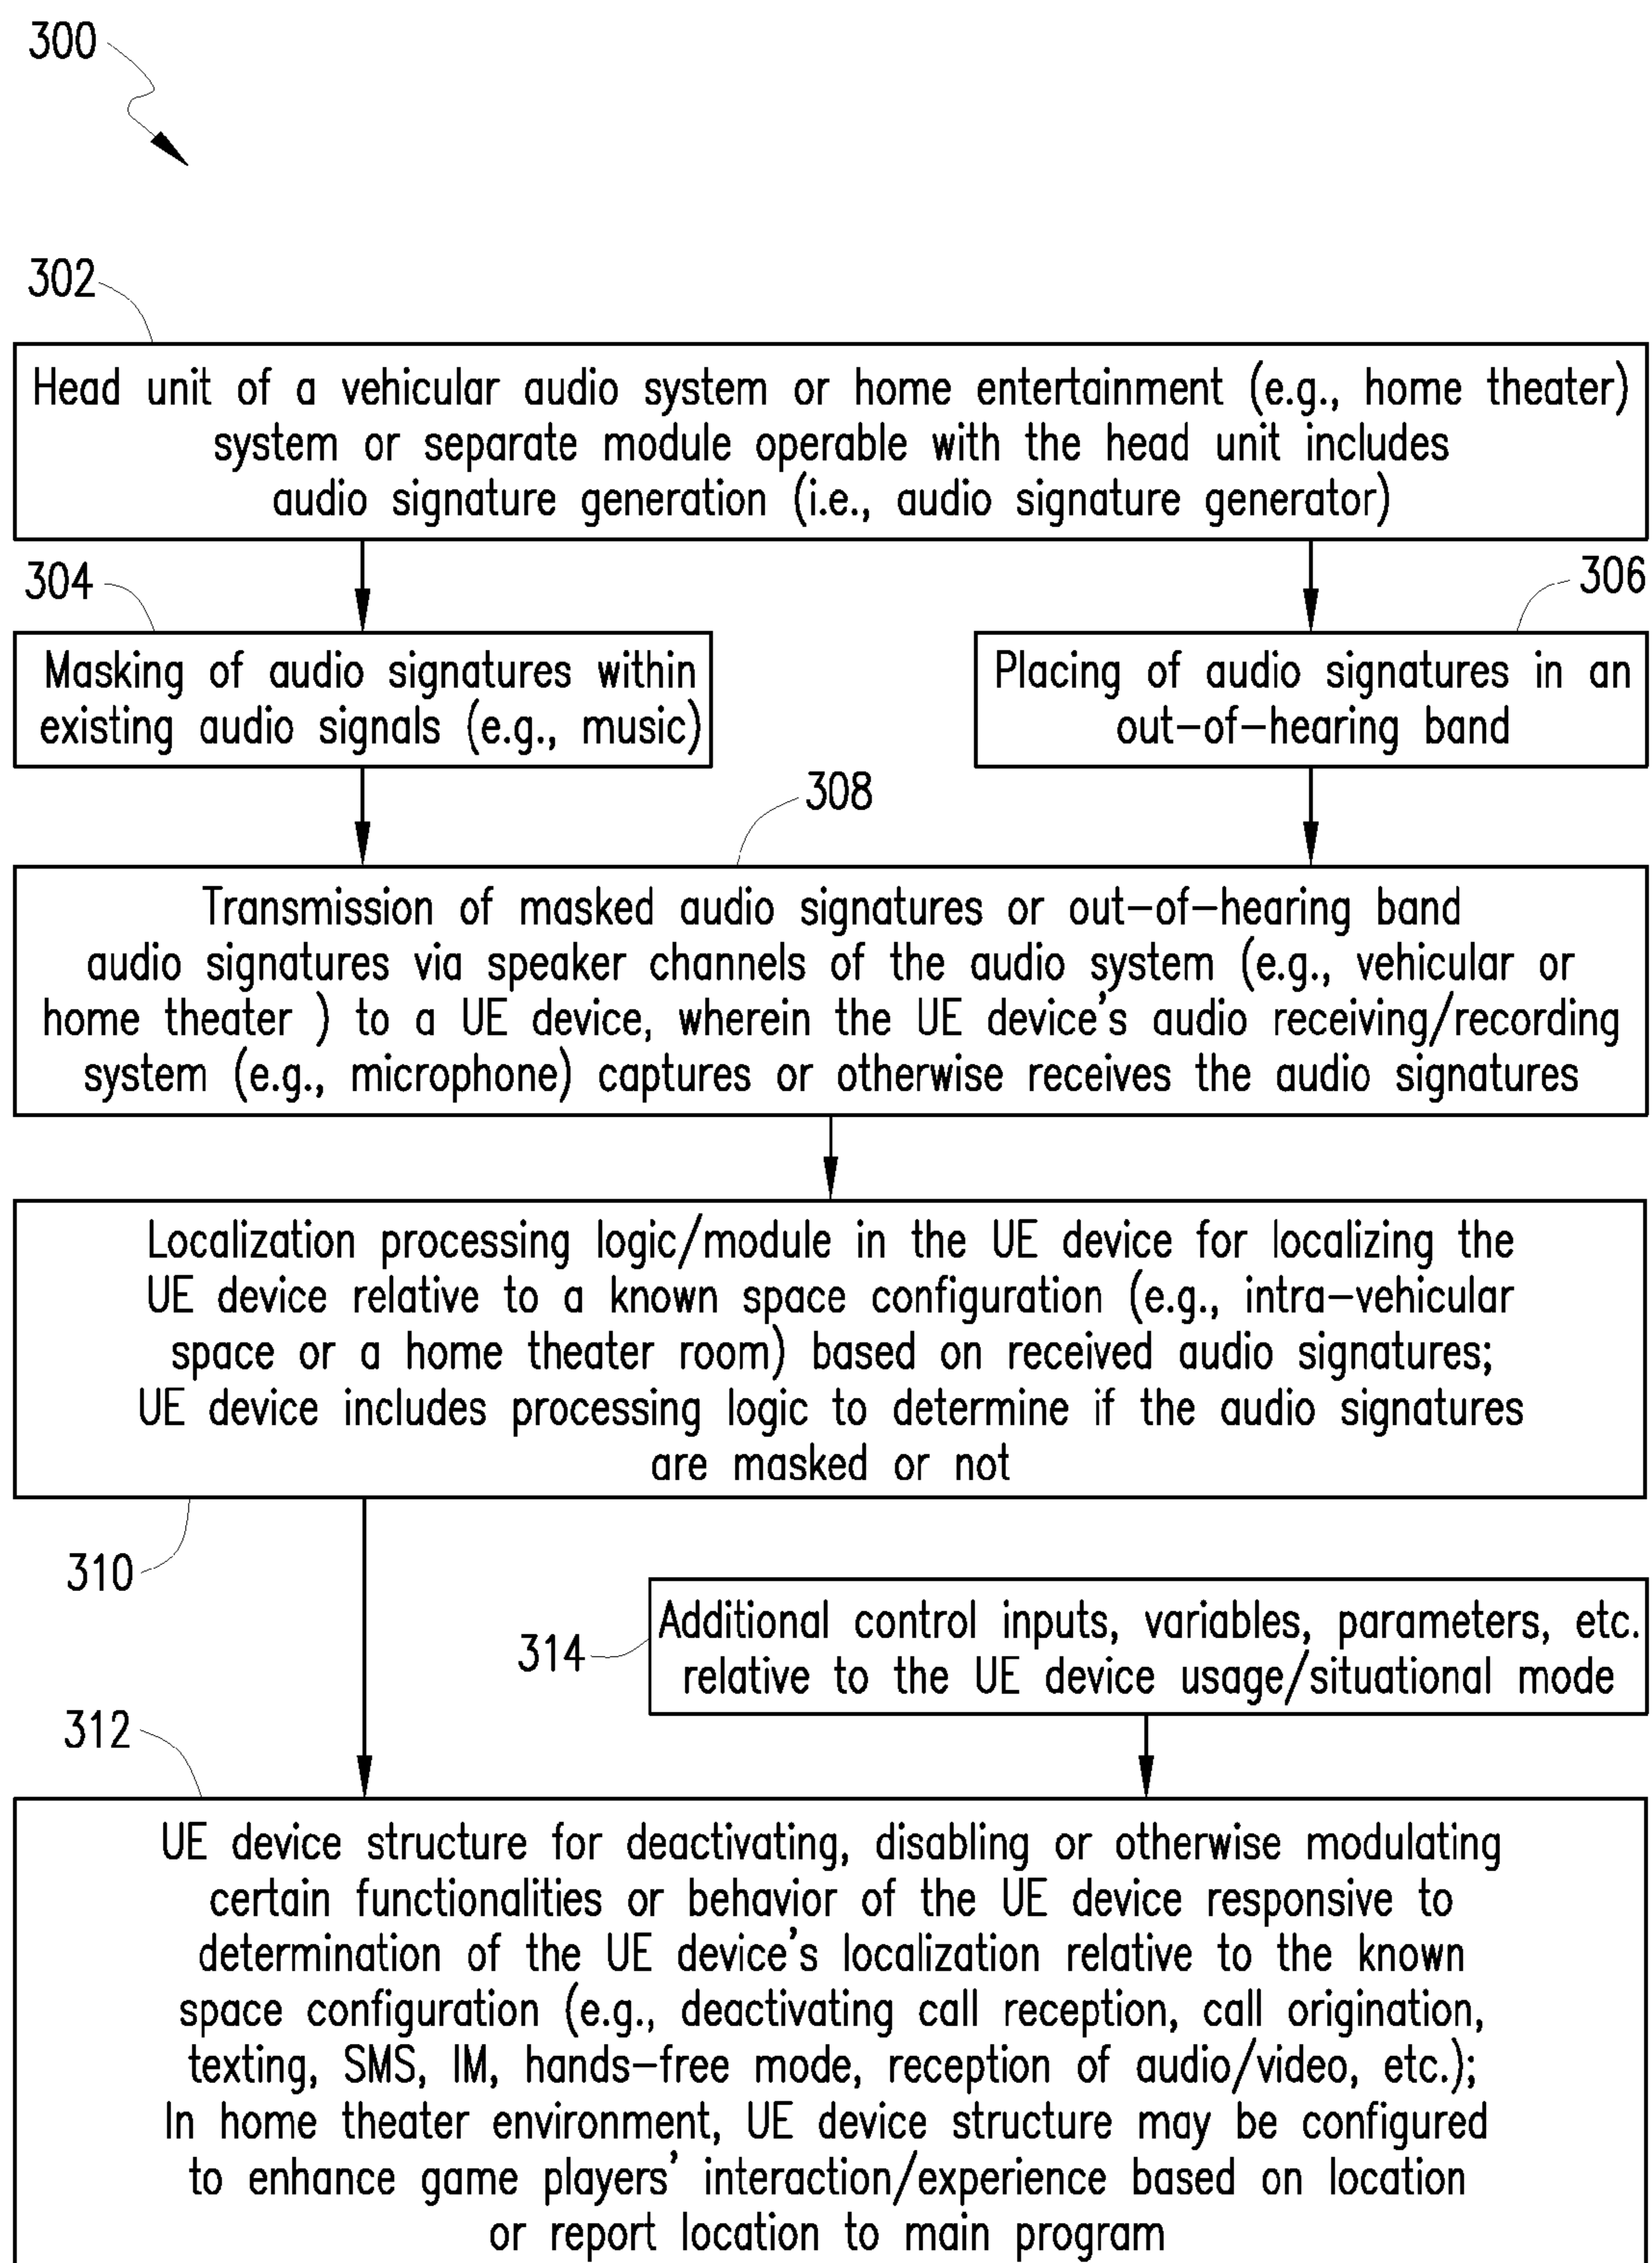 300
302
Head unit of a vehicular audio system or home entertainment (e.g., home theater)
system or separate module operable with the head unit includes
audio signature generation (i.e., audio signature generator)
304
306
Masking of audio signatures within
existing audio signals (e.g., music)
Placing of audio signatures in an
out-of-hearing band
308
Transmission of masked audio signatures or out-of-hearing band
audio signatures via speaker channels of the audio system (e.g., vehicular or
home theater ) to a UE device, wherein the UE device's audio receiving/recording
system (e.g., microphone) captures or otherwise receives the audio signatures
Localization processing logic/module in the UE device for localizing the
UE device relative to a known space configuration (e.g., intra-vehicular
space or a home theater room) based on received audio signatures;
UE device includes processing logic to determine if the audio signatures
are masked or not
310
314
Additional control inputs, variables, parameters, etc.
relative to the UE device usage/situational mode
312
UE device structure for deactivating, disabling or otherwise modulating
certain functionalities or behavior of the UE device responsive to
determination of the UE device's localization relative to the known
space configuration (e.g., deactivating call reception, call origination,
texting, SMS, IM, hands-free mode, reception of audio/video, etc.);
In home theater environment, UE device structure may be configured
to enhance game players' interaction/experience based on location
or report location to main program